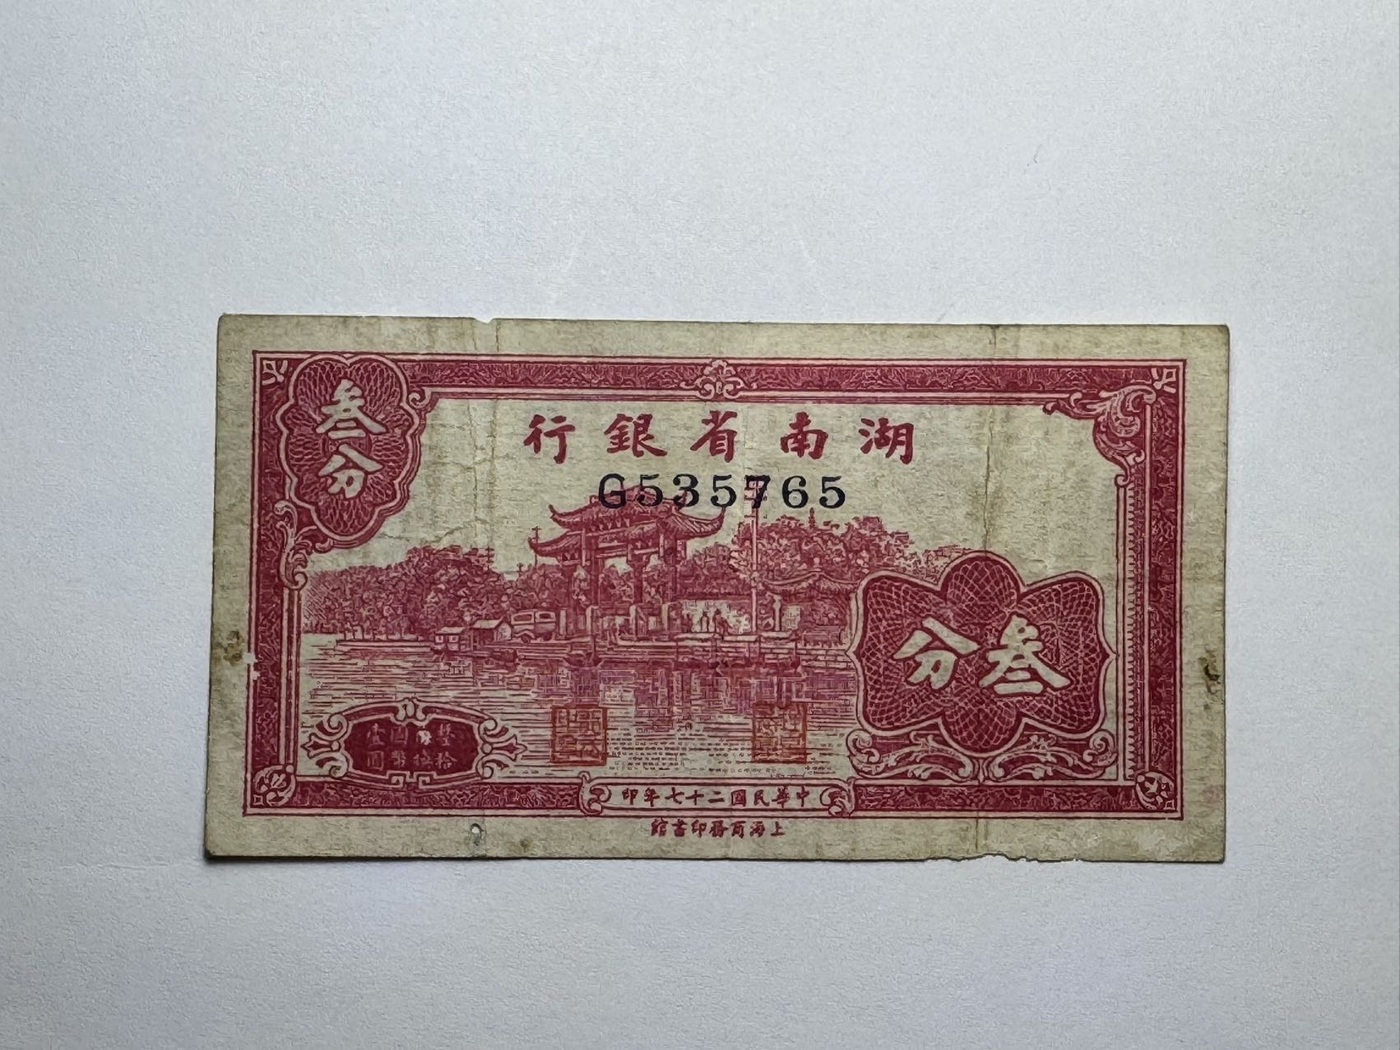 湖南省銀行
G535765
叁分
叁分
中華民國二十七年印
上海商務印書館